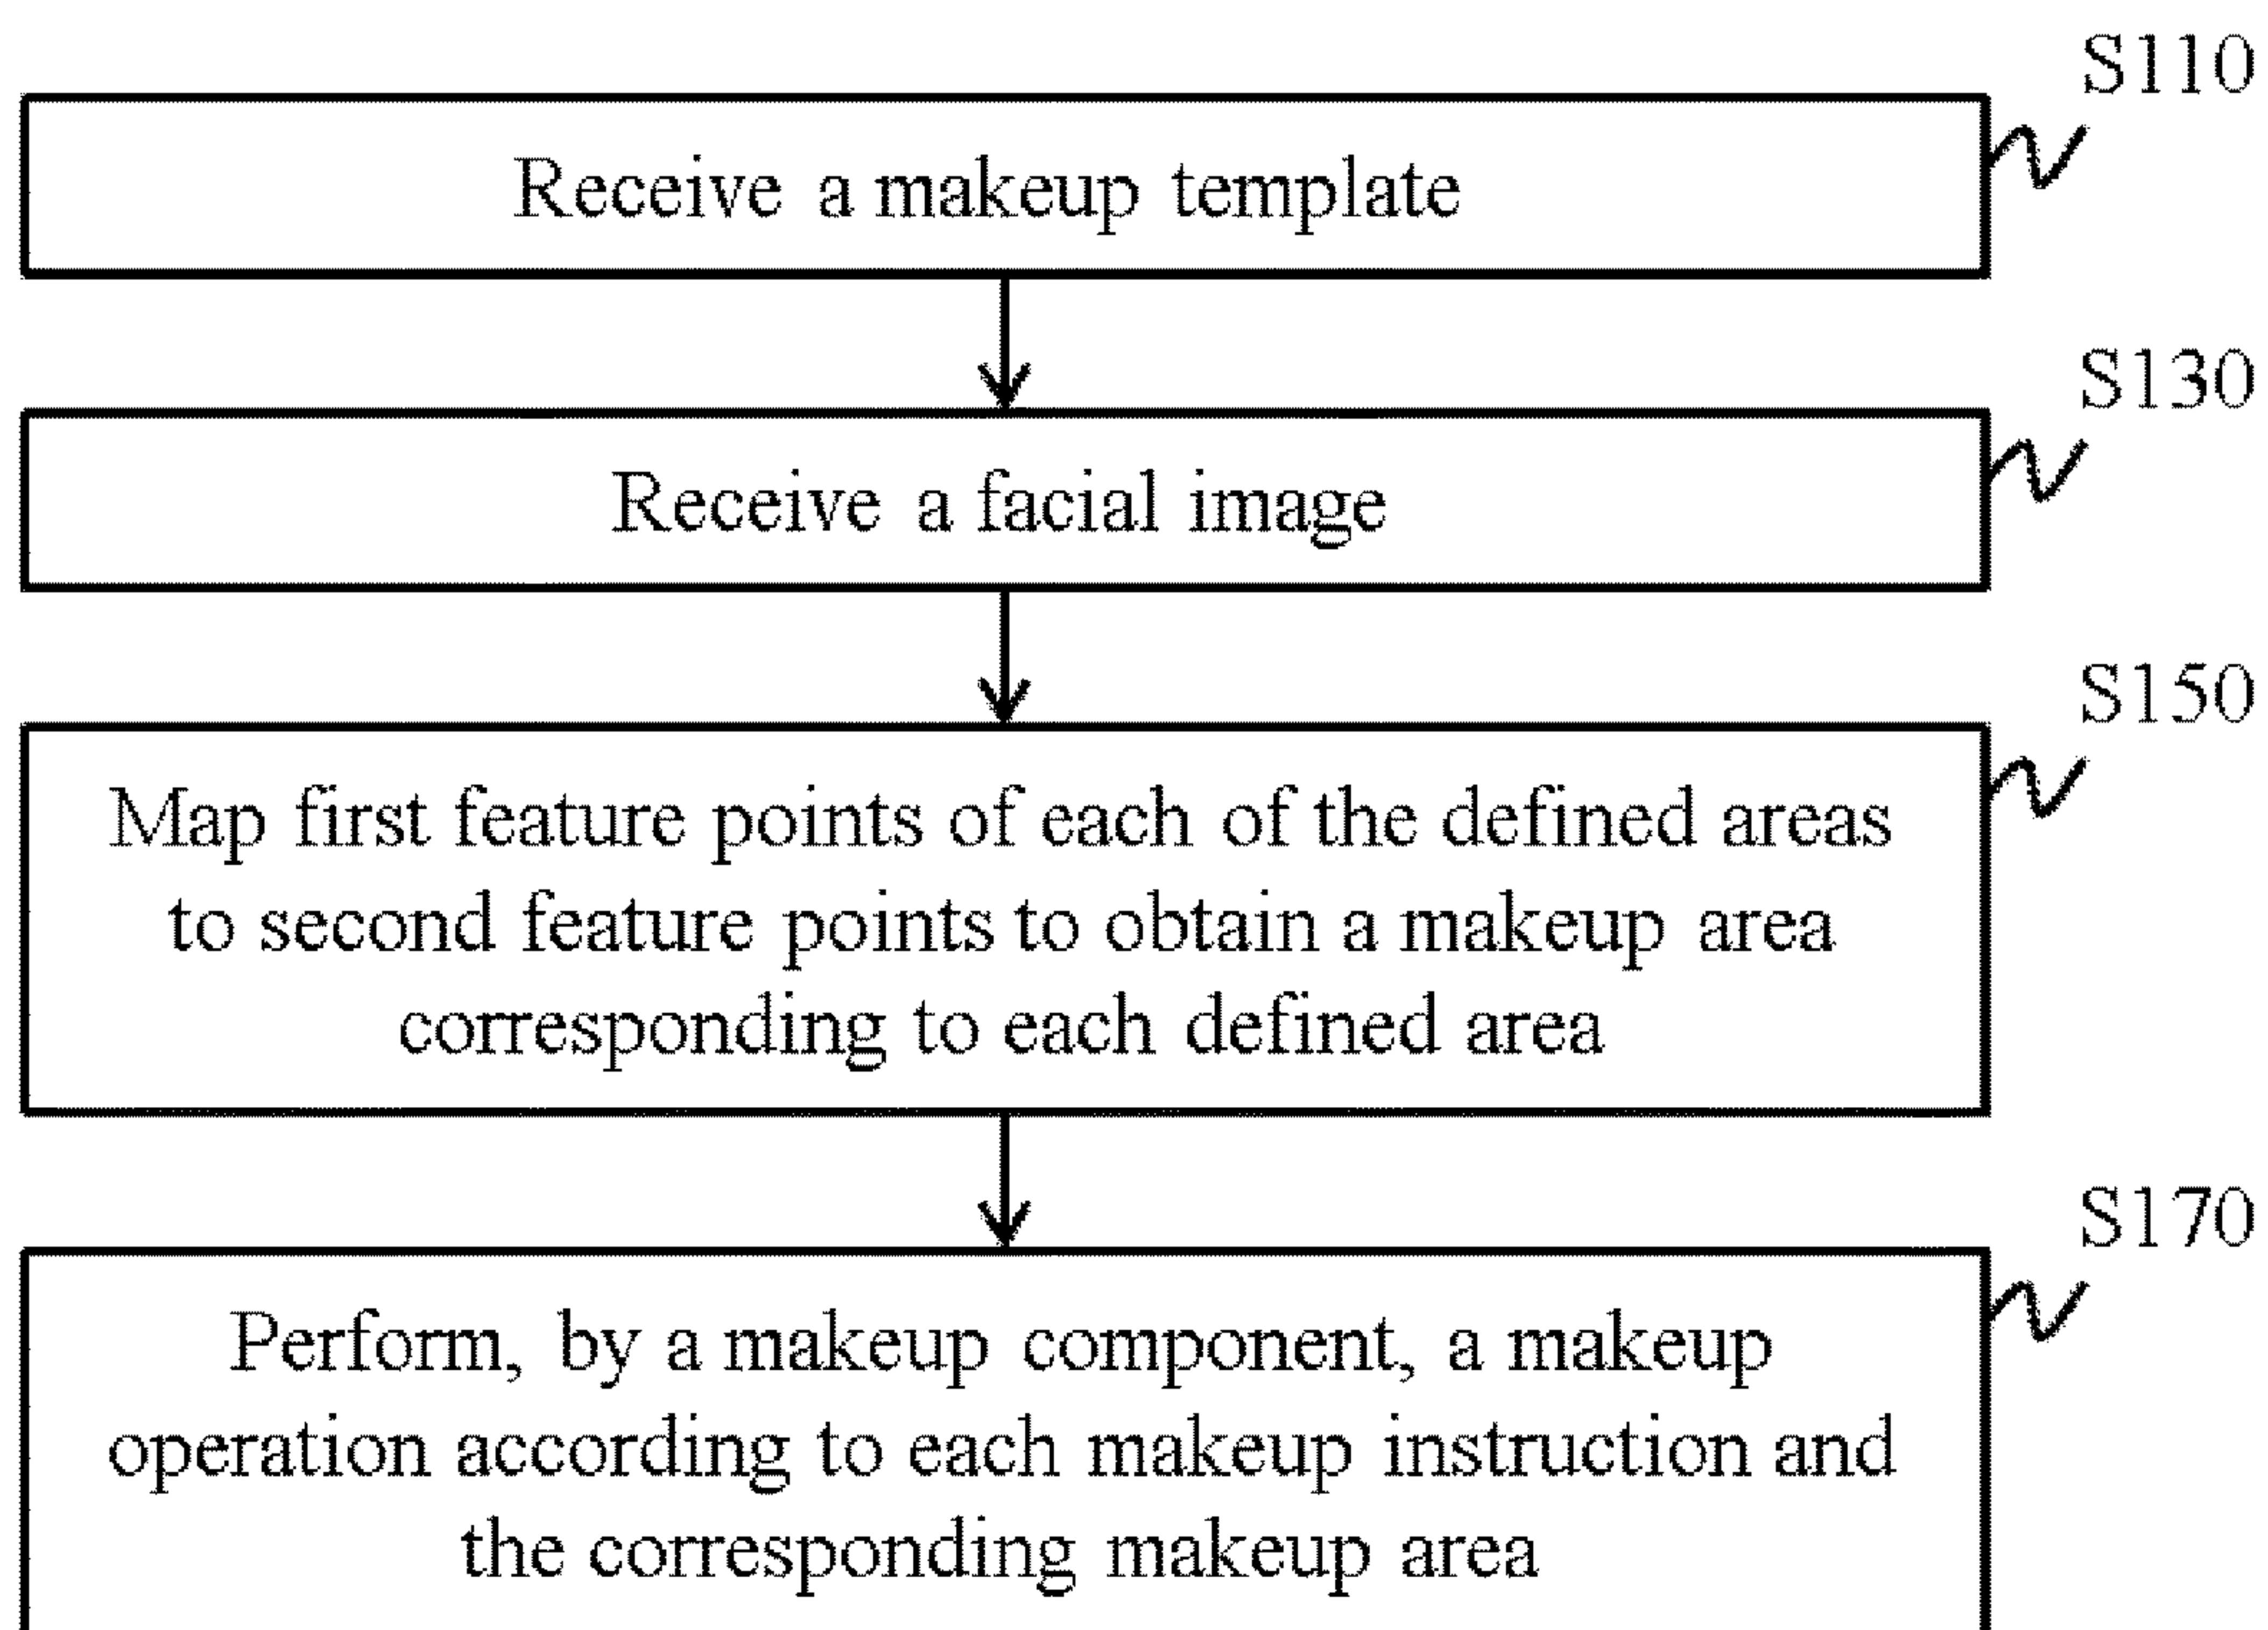 S110
Receive a makeup template
S130
Receive a facial image
S150
Map first feature points of each of the defined areas
to second feature points to obtain a makeup area
corresponding to each defined area
S170
Perform, by a makeup component, a makeup
operation according to each makeup instruction and
the corresponding makeup area